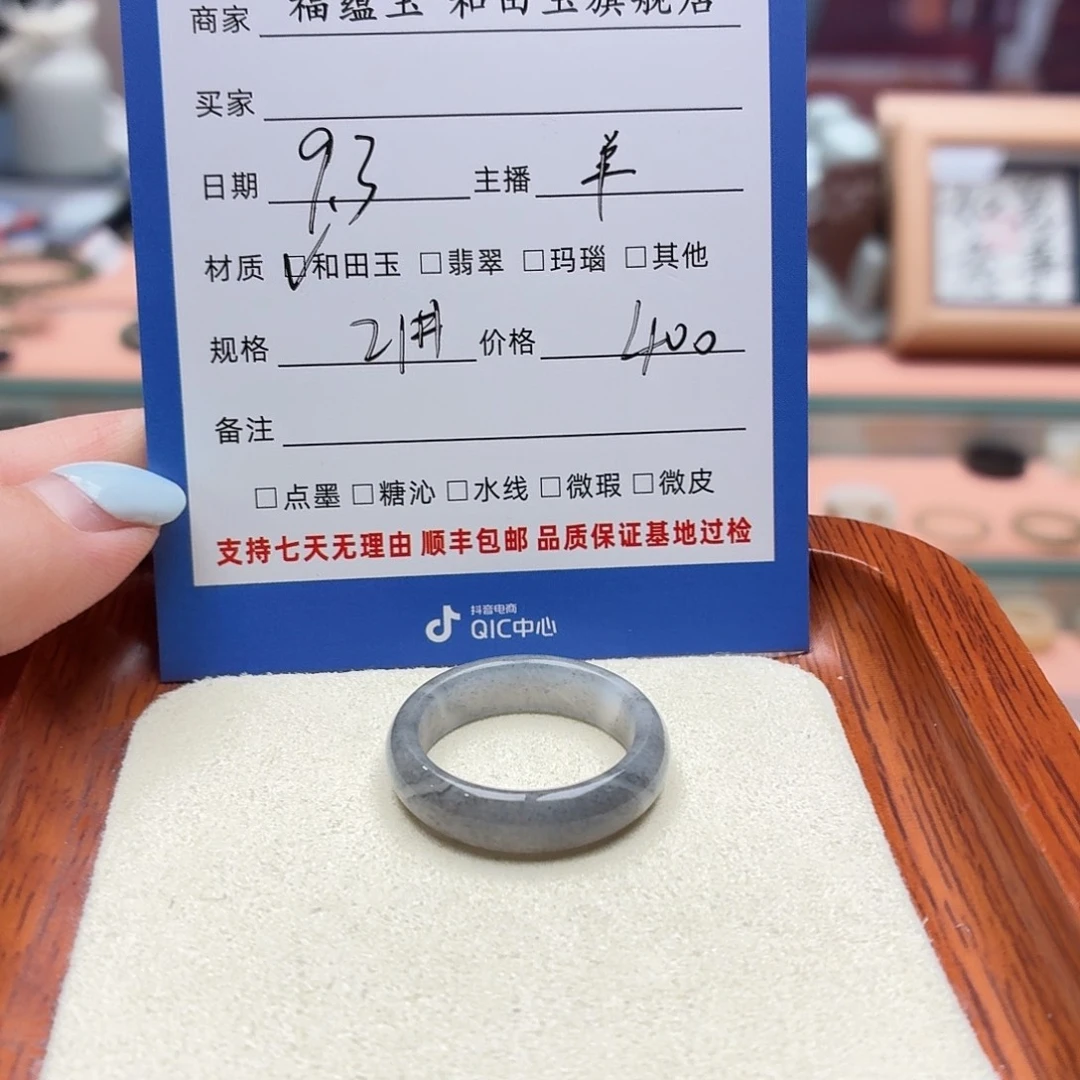 商家 福蕴玉 和田玉旗舰店
买家
日期 9.3 主播 单
材质 ☑和田玉 □翡翠 □玛瑙 □其他
规格 21# 价格 400
备注
□点墨 □糖沁 □水线 □微瑕 □微皮
支持七天无理由 顺丰包邮 品质保证基地过检
抖音电商
QIC中心